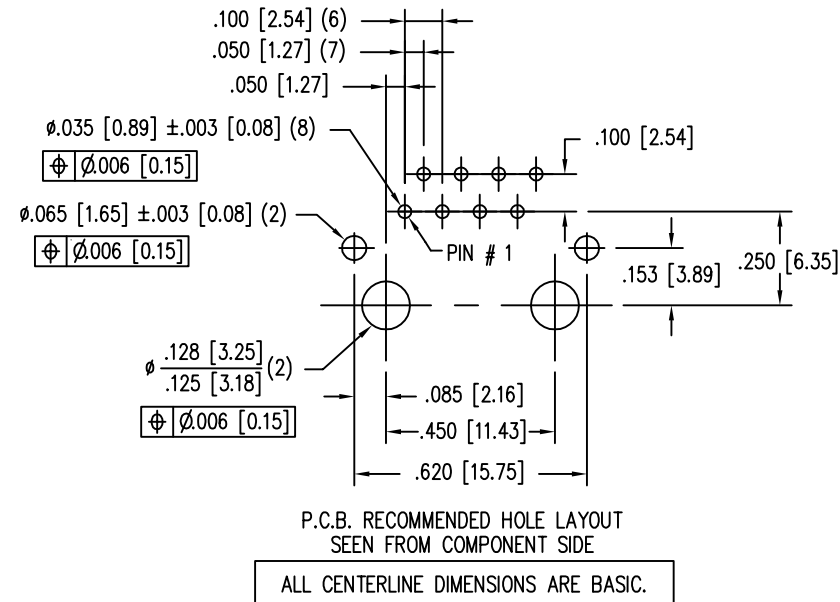 .100 [2.54] (6)
.050 [1.27] (7)
.050 [1.27]
ø.035 [0.89] ±.003 [0.08] (8)
⌖ Ø.006 [0.15]
.100 [2.54]
ø.065 [1.65] ±.003 [0.08] (2)
⌖ Ø.006 [0.15]
PIN # 1
.153 [3.89]
.250 [6.35]
ø .128 [3.25]
.125 [3.18] (2)
⌖ Ø.006 [0.15]
.085 [2.16]
.450 [11.43]
.620 [15.75]
P.C.B. RECOMMENDED HOLE LAYOUT
SEEN FROM COMPONENT SIDE
ALL CENTERLINE DIMENSIONS ARE BASIC.